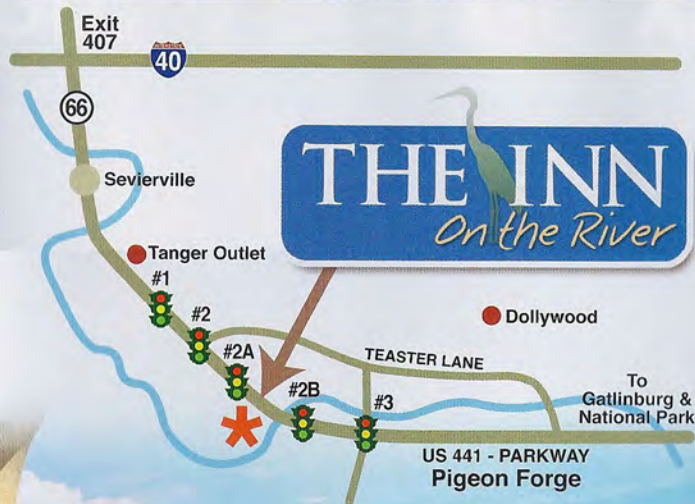 Exit
407
INTERSTATE
40
66
Sevierville
THE INN
On the River
Tanger Outlet
#1
#2
#2A
#2B
#3
Dollywood
TEASTER LANE
To
Gatlinburg &
National Park
US 441 - PARKWAY
Pigeon Forge